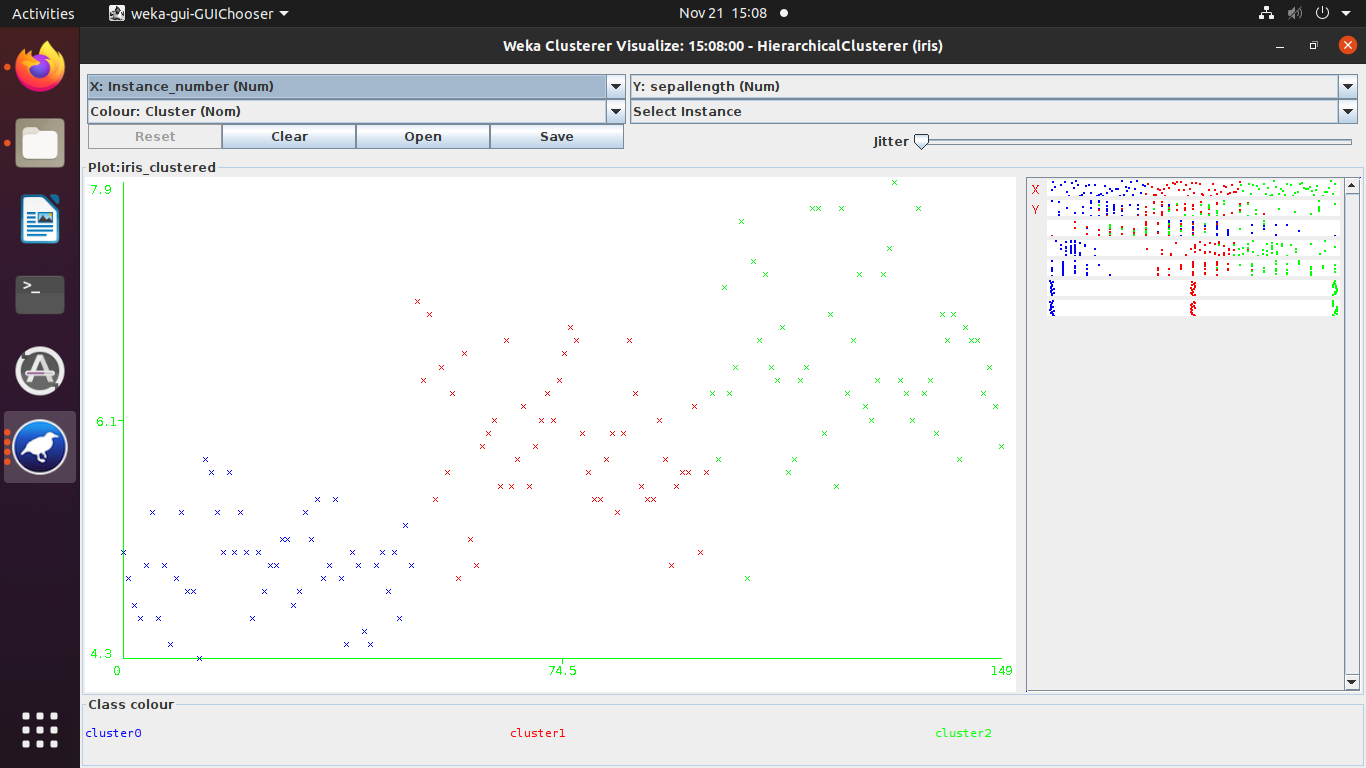 Activities weka-gui-GUIChooser Nov 21 15:08
Weka Clusterer Visualize: 15:08:00 - HierarchicalClusterer (iris)
X: Instance_number (Num) Y: sepallength (Num)
Colour: Cluster (Nom) Select Instance
Reset Clear Open Save Jitter
Plot:iris_clustered
7.9
6.1
4.3
0 74.5 149
X
Y
Class colour
cluster0 cluster1 cluster2